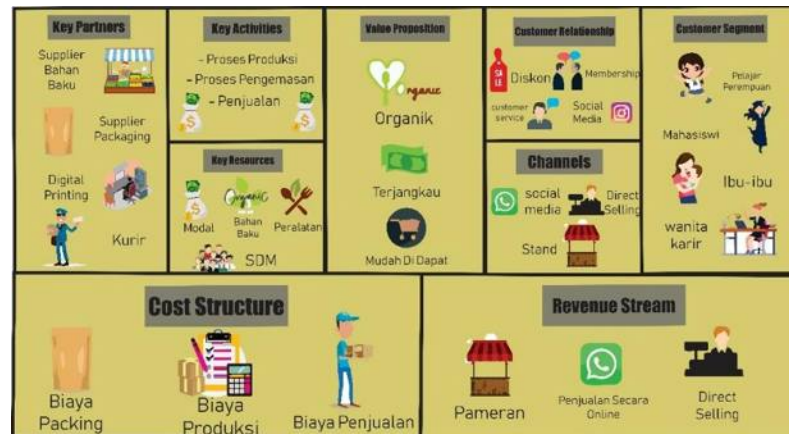 Key Partners
Supplier
Bahan
Baku
Supplier
Packaging
Digital
Printing
Kurir
Key Activities
- Proses Produksi
- Proses Pengemasan
- Penjualan
Key Resources
Modal
Organic
Bahan
Baku
Peralatan
SDM
Value Proposition
organic
Organik
Terjangkau
Mudah Di Dapat
Customer Relationship
SALE
Diskon
Membership
customer
service
Social
Media
Channels
social
media
Direct
Selling
Stand
Customer Segment
Pelajar
Perempuan
Mahasiswi
Ibu-ibu
wanita
karir
Cost Structure
Biaya
Packing
Biaya
Produksi
Biaya Penjualan
Revenue Stream
Pameran
Penjualan Secara
Online
Direct
Selling